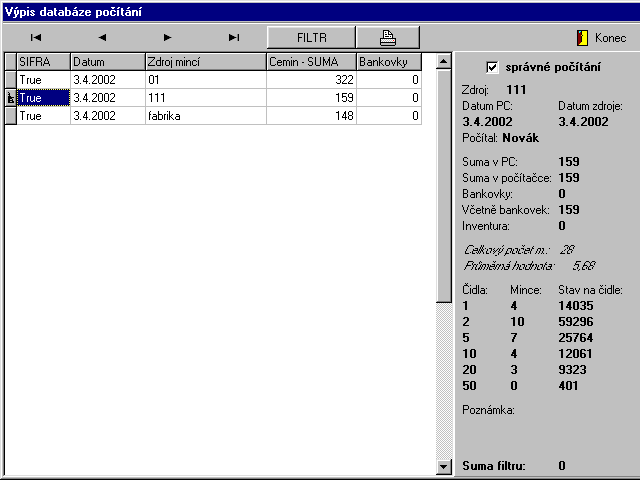 Výpis databáze počítání
FILTR
Konec
SIFRA Datum Zdroj mincí Cemin - SUMA Bankovky
True 3.4.2002 01 322 0
True 3.4.2002 111 159 0
True 3.4.2002 fabrika 148 0
správné počítání
Zdroj: 111
Datum PC: Datum zdroje:
3.4.2002 3.4.2002
Počítal: Novák
Suma v PC: 159
Suma v počítačce: 159
Bankovky: 0
Včetně bankovek: 159
Inventura: 0
Celkový počet m.: 28
Průměrná hodnota: 5,68
Čidla: Mince: Stav na čidle:
1 4 14035
2 10 59296
5 7 25764
10 4 12061
20 3 9323
50 0 401
Poznámka:
Suma filtru: 0